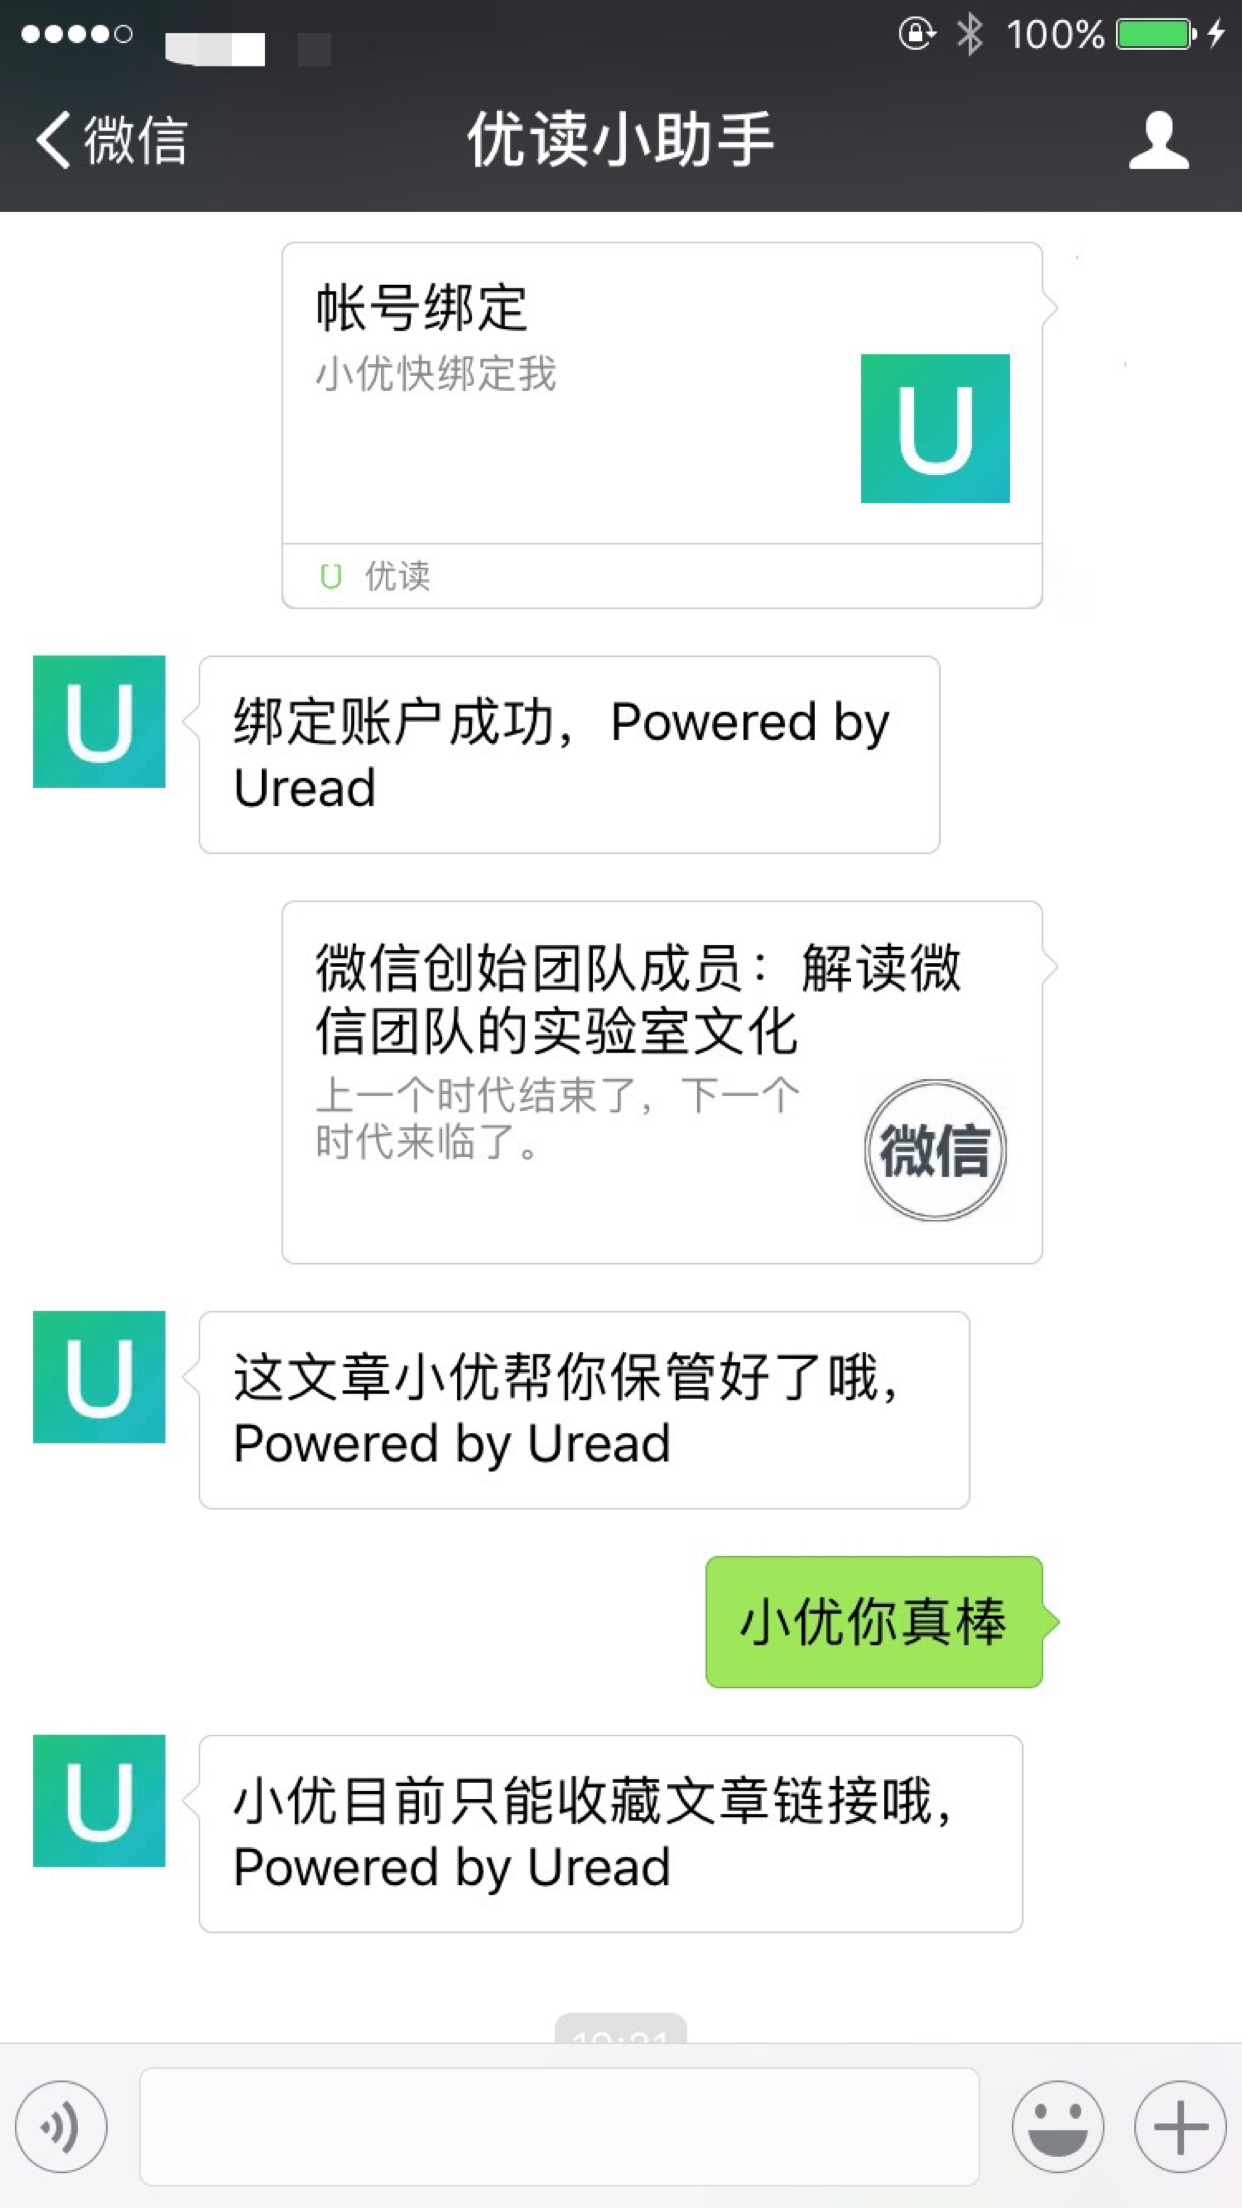 100%
微信
优读小助手
帐号绑定
小优快绑定我
U
U 优读
U
绑定账户成功，Powered by
Uread
微信创始团队成员：解读微
信团队的实验室文化
上一个时代结束了，下一个
时代来临了。
微信
U
这文章小优帮你保管好了哦，
Powered by Uread
小优你真棒
U
小优目前只能收藏文章链接哦，
Powered by Uread